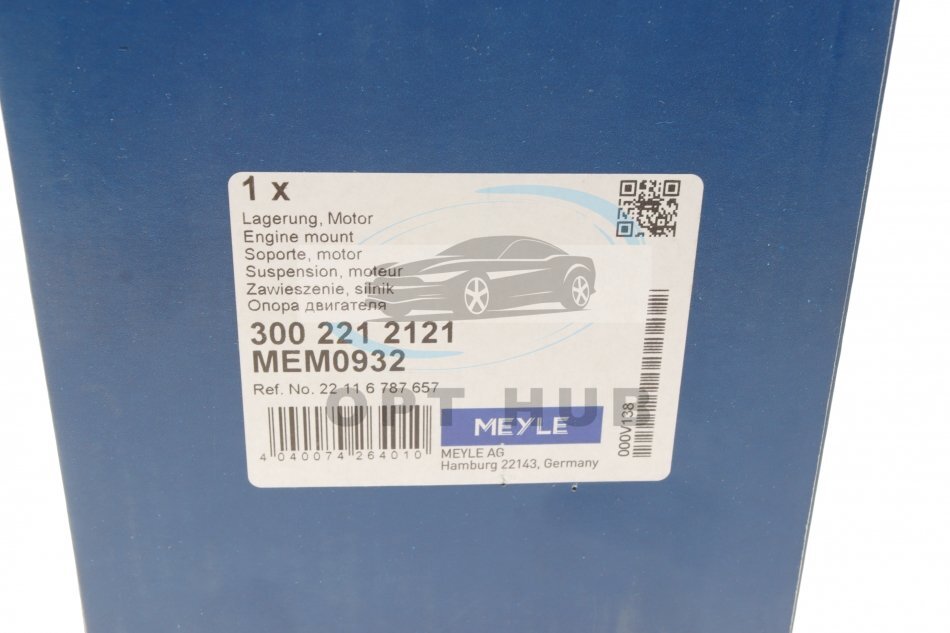 1 x
Lagerung, Motor
Engine mount
Soporte, motor
Suspension, moteur
Zawieszenie, silnik
Опора двигателя
300 221 2121
MEM0932
Ref. No. 22 11 6 787 657
OPT HUB
4 040074 264010
MEYLE
MEYLE AG
Hamburg 22143, Germany
000V138